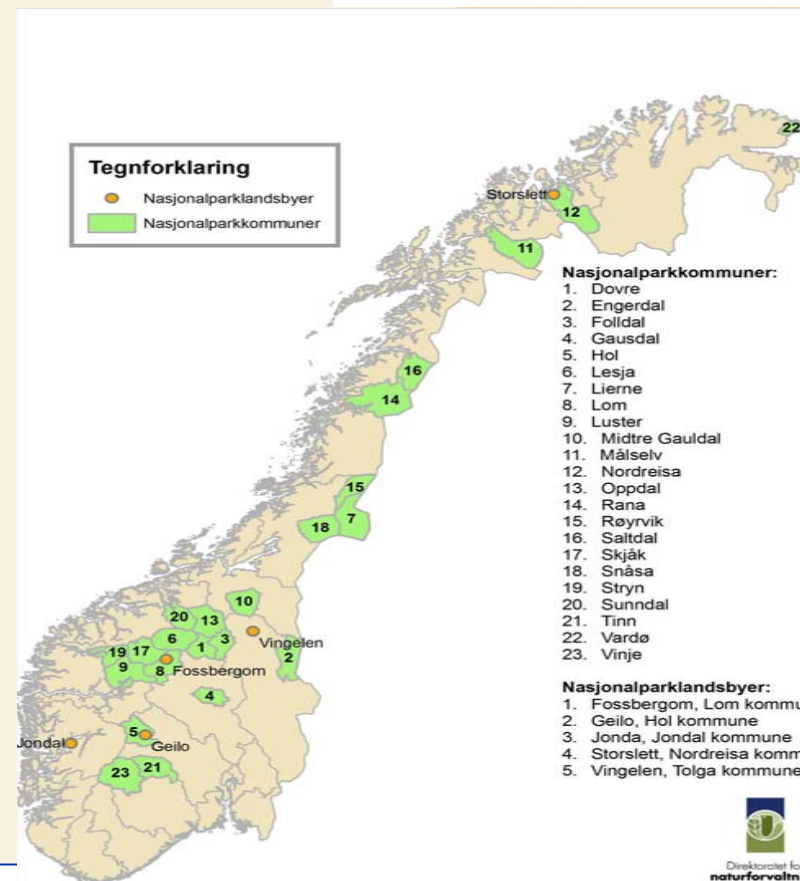 Tegnforklaring
Nasjonalparklandsbyer
Nasjonalparkkommuner
22
Storslett
12
11
16
14
15
7
18
10
20
13
6
1
3
Vingelen
2
19
17
9
8
Fossbergom
4
5
Geilo
Jondal
23
21
Nasjonalparkkommuner:
1. Dovre
2. Engerdal
3. Folldal
4. Gausdal
5. Hol
6. Lesja
7. Lierne
8. Lom
9. Luster
10. Midtre Gauldal
11. Målselv
12. Nordreisa
13. Oppdal
14. Rana
15. Røyrvik
16. Saltdal
17. Skjåk
18. Snåsa
19. Stryn
20. Sunndal
21. Tinn
22. Vardø
23. Vinje
Nasjonalparklandsbyer:
1. Fossbergom, Lom kommu
2. Geilo, Hol kommune
3. Jonda, Jondal kommune
4. Storslett, Nordreisa komm
5. Vingelen, Tolga kommune
Direktoratet fo
naturforvaltn